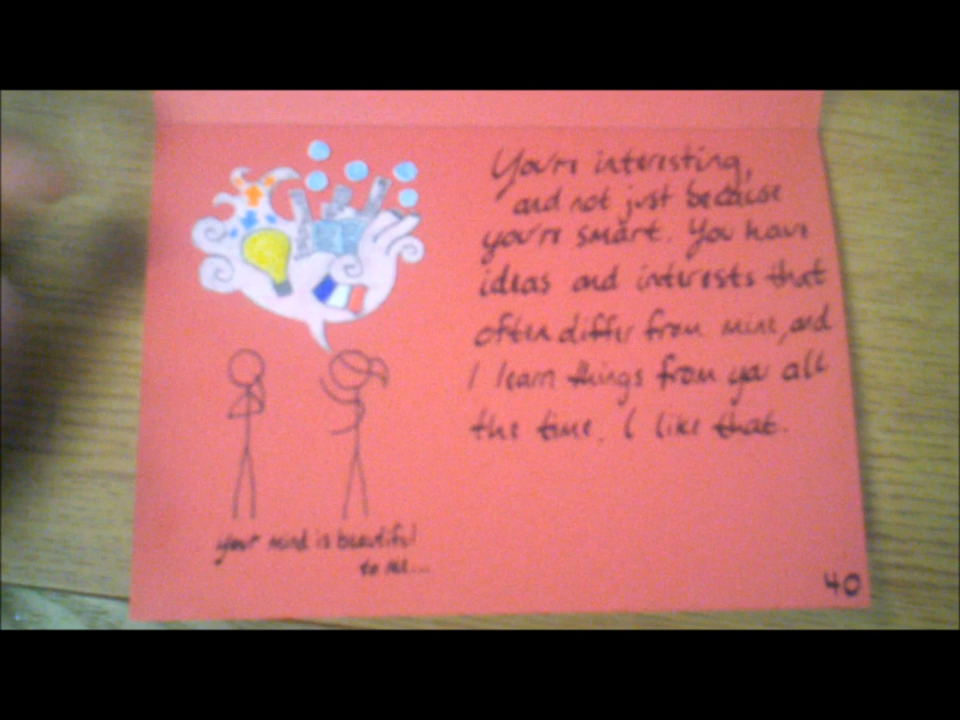 You're interesting,
and not just because
you're smart. You have
ideas and interests that
often differ from mine, and
I learn things from you all
the time. I like that.
your mind is beautiful
to me...
40